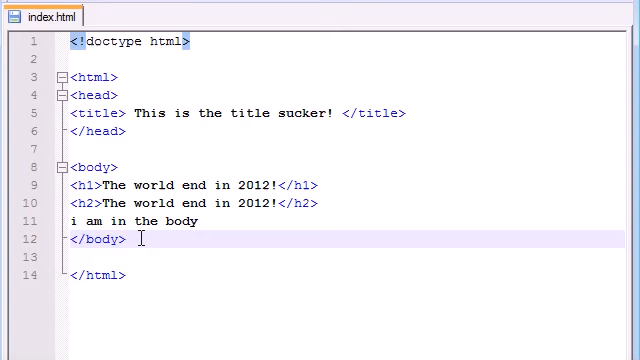 index.html
1 <!doctype html>
2
3 <html>
4 <head>
5 <title> This is the title sucker! </title>
6 </head>
7
8 <body>
9 <h1>The world end in 2012!</h1>
10 <h2>The world end in 2012!</h2>
11 i am in the body
12 </body>
13
14 </html>